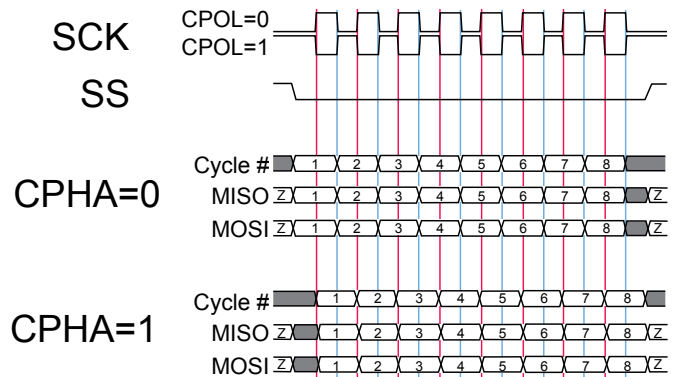 SCK CPOL=0
CPOL=1
SS
Cycle # 1 2 3 4 5 6 7 8
CPHA=0 MISO Z 1 2 3 4 5 6 7 8 Z
MOSI Z 1 2 3 4 5 6 7 8 Z
Cycle # 1 2 3 4 5 6 7 8
CPHA=1 MISO Z 1 2 3 4 5 6 7 8 Z
MOSI Z 1 2 3 4 5 6 7 8 Z